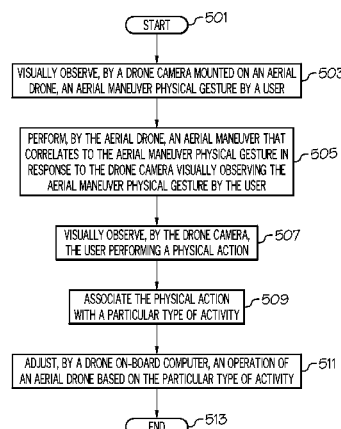 START
501
VISUALLY OBSERVE, BY A DRONE CAMERA MOUNTED ON AN AERIAL
DRONE, AN AERIAL MANEUVER PHYSICAL GESTURE BY A USER
503
PERFORM, BY THE AERIAL DRONE, AN AERIAL MANEUVER THAT
CORRELATES TO THE AERIAL MANEUVER PHYSICAL GESTURE IN
RESPONSE TO THE DRONE CAMERA VISUALLY OBSERVING THE
AERIAL MANEUVER PHYSICAL GESTURE BY THE USER
505
VISUALLY OBSERVE, BY THE DRONE CAMERA,
THE USER PERFORMING A PHYSICAL ACTION
507
ASSOCIATE THE PHYSICAL ACTION
WITH A PARTICULAR TYPE OF ACTIVITY
509
ADJUST, BY A DRONE ON-BOARD COMPUTER, AN OPERATION OF
AN AERIAL DRONE BASED ON THE PARTICULAR TYPE OF ACTIVITY
511
END
513